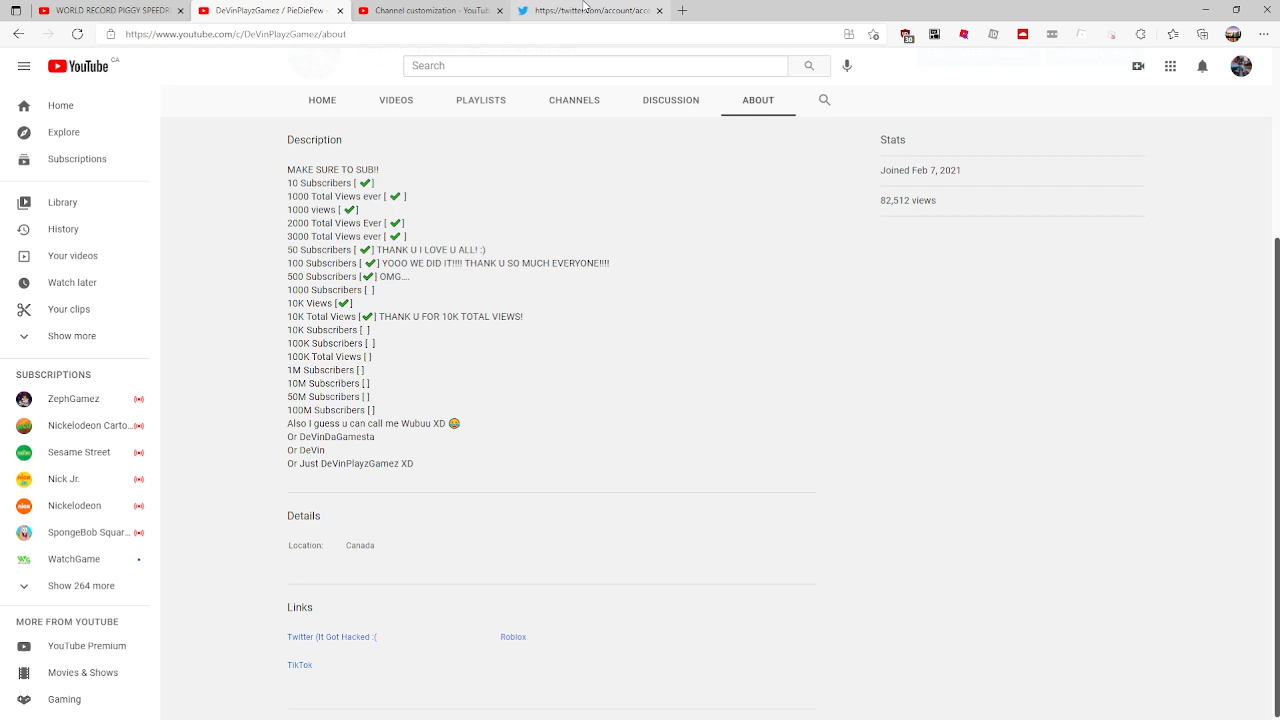 WORLD RECORD PIGGY SPEEDR
DeVinPlayzGamez / PieDiePew -
Channel customization - YouTub
https://twitter.com/account/acce
https://www.youtube.com/c/DeVinPlayzGamez/about
30
YouTube CA
Search
HOME
VIDEOS
PLAYLISTS
CHANNELS
DISCUSSION
ABOUT
Home
Explore
Subscriptions
Library
History
Your videos
Watch later
Your clips
Show more
SUBSCRIPTIONS
ZephGamez
Nickelodeon Carto...
Sesame Street
Nick Jr.
Nickelodeon
SpongeBob Squar...
WatchGame
Show 264 more
MORE FROM YOUTUBE
YouTube Premium
Movies & Shows
Gaming
Description
MAKE SURE TO SUB!!
10 Subscribers [ ✔]
1000 Total Views ever [ ✔ ]
1000 views [ ✔]
2000 Total Views Ever [ ✔]
3000 Total Views ever [ ✔ ]
50 Subscribers [ ✔] THANK U I LOVE U ALL! :)
100 Subscribers [ ✔] YOOO WE DID IT!!!! THANK U SO MUCH EVERYONE!!!!
500 Subscribers [✔] OMG....
1000 Subscribers [ ]
10K Views [✔]
10K Total Views [✔] THANK U FOR 10K TOTAL VIEWS!
10K Subscribers [ ]
100K Subscribers [ ]
100K Total Views [ ]
1M Subscribers [ ]
10M Subscribers [ ]
50M Subscribers [ ]
100M Subscribers [ ]
Also I guess u can call me Wubuu XD 😂
Or DeVinDaGamesta
Or DeVin
Or Just DeVinPlayzGamez XD
Details
Location: Canada
Links
Twitter (It Got Hacked :(
Roblox
TikTok
Stats
Joined Feb 7, 2021
82,512 views